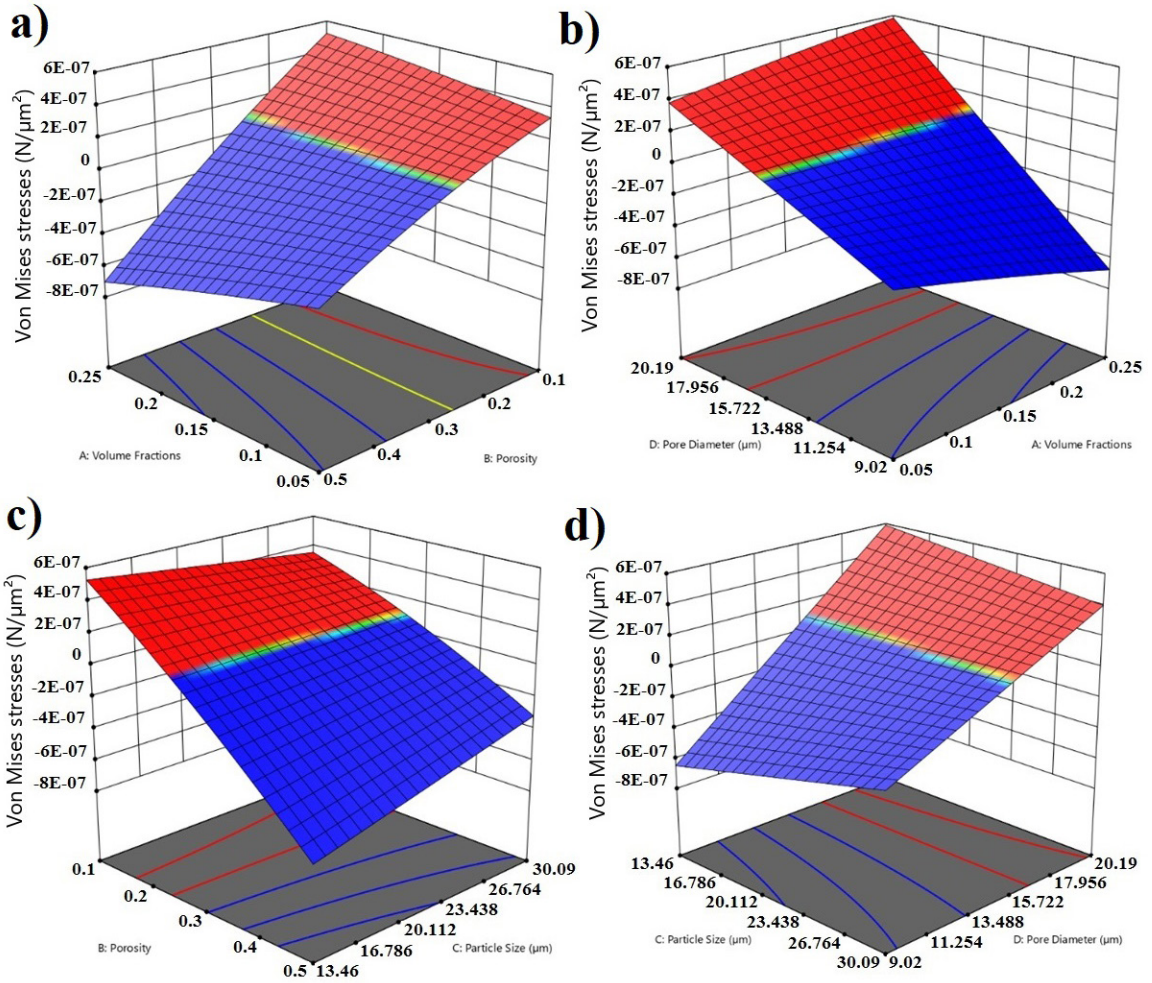 a)
Von Mises stresses (N/μm²)
6E-07
4E-07
2E-07
0
-2E-07
-4E-07
-6E-07
-8E-07
0.25
0.2
0.15
0.1
0.05
A: Volume Fractions
0.5
0.4
0.3
0.2
0.1
B: Porosity
b)
Von Mises stresses (N/μm²)
6E-07
4E-07
2E-07
0
-2E-07
-4E-07
-6E-07
-8E-07
20.19
17.956
15.722
13.488
11.254
9.02
D: Pore Diameter (μm)
0.05
0.1
0.15
0.2
0.25
A: Volume Fractions
c)
Von Mises stresses (N/μm²)
6E-07
4E-07
2E-07
0
-2E-07
-4E-07
-6E-07
-8E-07
0.1
0.2
0.3
0.4
0.5
B: Porosity
13.46
16.786
20.112
23.438
26.764
30.09
C: Particle Size (μm)
d)
Von Mises stresses (N/μm²)
6E-07
4E-07
2E-07
0
-2E-07
-4E-07
-6E-07
-8E-07
13.46
16.786
20.112
23.438
26.764
30.09
C: Particle Size (μm)
9.02
11.254
13.488
15.722
17.956
20.19
D: Pore Diameter (μm)